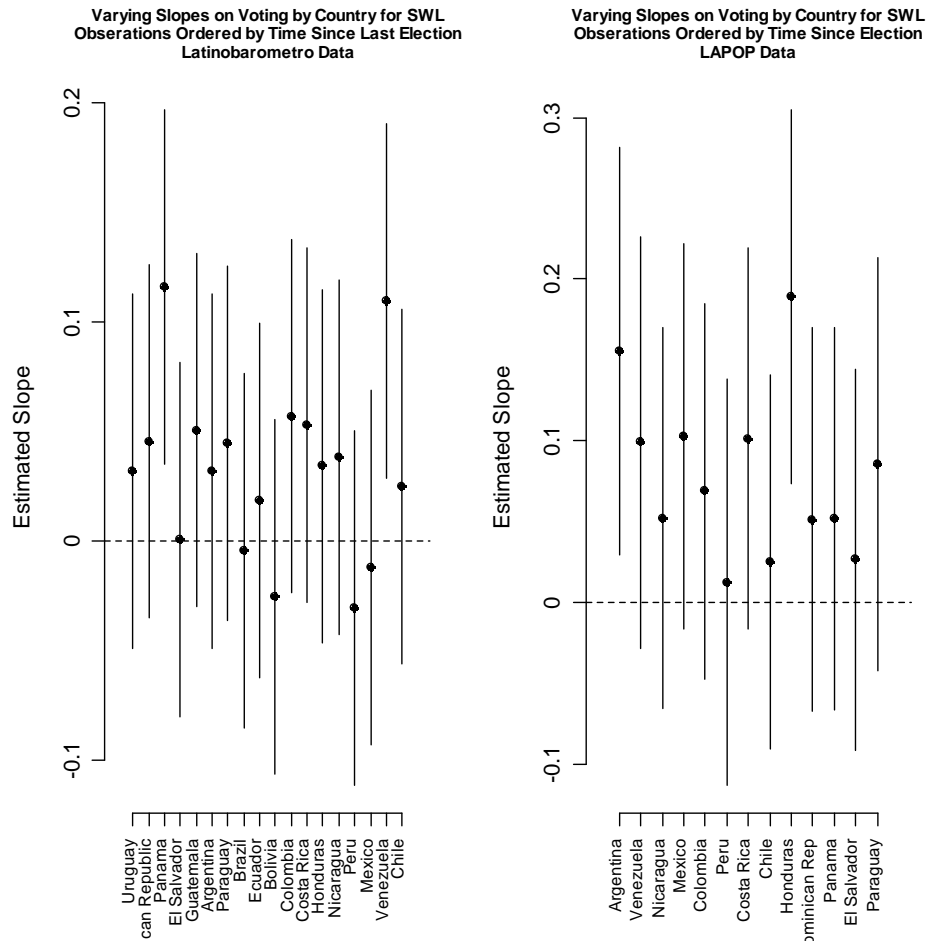 Varying Slopes on Voting by Country for SWL
Obserations Ordered by Time Since Last Election
Latinobarometro Data
Estimated Slope
0.2
0.1
0
-0.1
Uruguay
can Republic
Panama
El Salvador
Guatemala
Argentina
Paraguay
Brazil
Ecuador
Bolivia
Colombia
Costa Rica
Honduras
Nicaragua
Peru
Mexico
Venezuela
Chile
Varying Slopes on Voting by Country for SWL
Obserations Ordered by Time Since Election
LAPOP Data
Estimated Slope
0.3
0.2
0.1
0
-0.1
Argentina
Venezuela
Nicaragua
Mexico
Colombia
Peru
Costa Rica
Chile
Honduras
ominican Rep
Panama
El Salvador
Paraguay